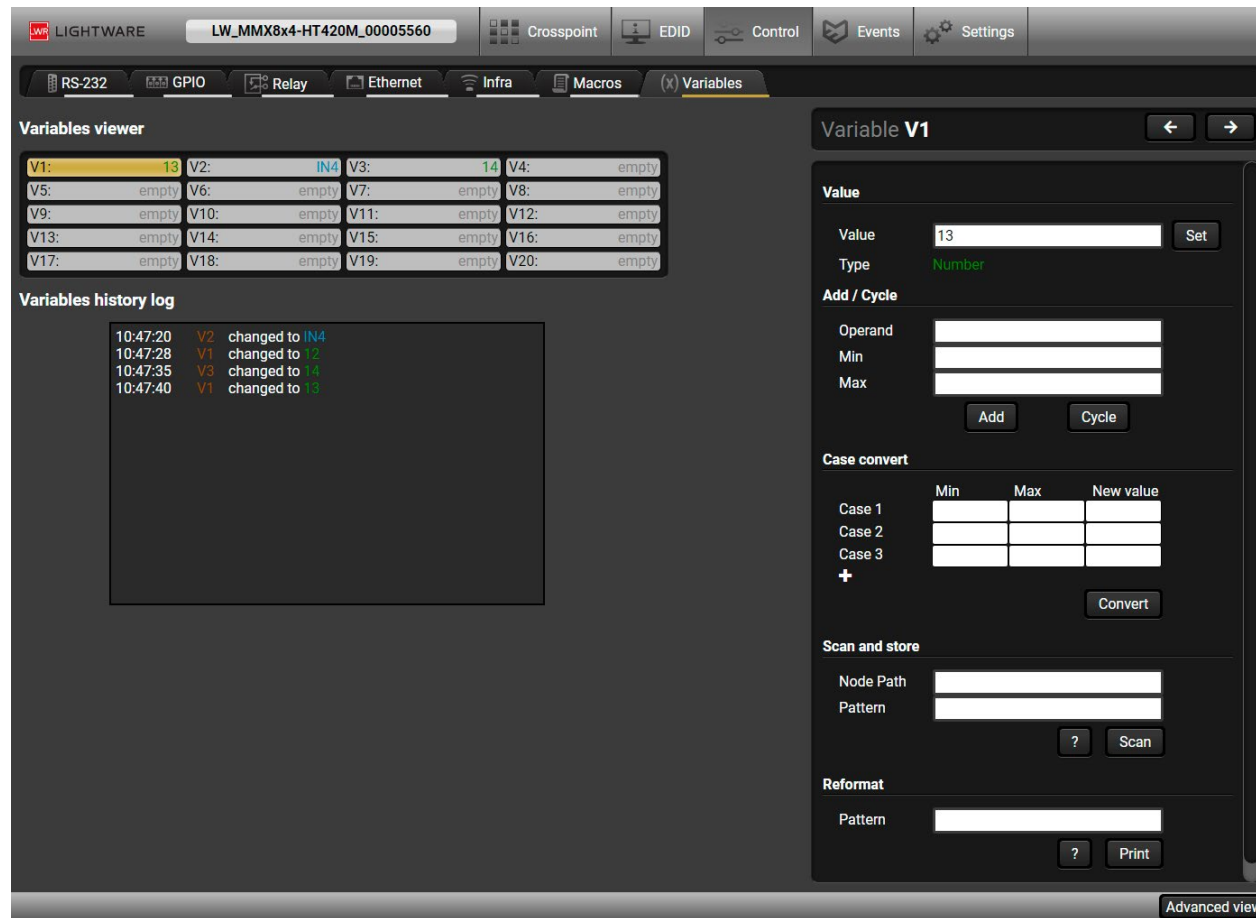 LWR LIGHTWARE LW_MMX8x4-HT420M_00005560 Crosspoint EDID Control Events Settings
RS-232 GPIO Relay Ethernet Infra Macros (x) Variables
Variables viewer
V1: 13 V2: IN4 V3: 14 V4: empty
V5: empty V6: empty V7: empty V8: empty
V9: empty V10: empty V11: empty V12: empty
V13: empty V14: empty V15: empty V16: empty
V17: empty V18: empty V19: empty V20: empty
Variables history log
10:47:20 V2 changed to IN4
10:47:28 V1 changed to 12
10:47:35 V3 changed to 14
10:47:40 V1 changed to 13
Variable V1
Value
Value 13 Set
Type Number
Add / Cycle
Operand
Min
Max
Add Cycle
Case convert
Min Max New value
Case 1
Case 2
Case 3
Convert
Scan and store
Node Path
Pattern
? Scan
Reformat
Pattern
? Print
Advanced view